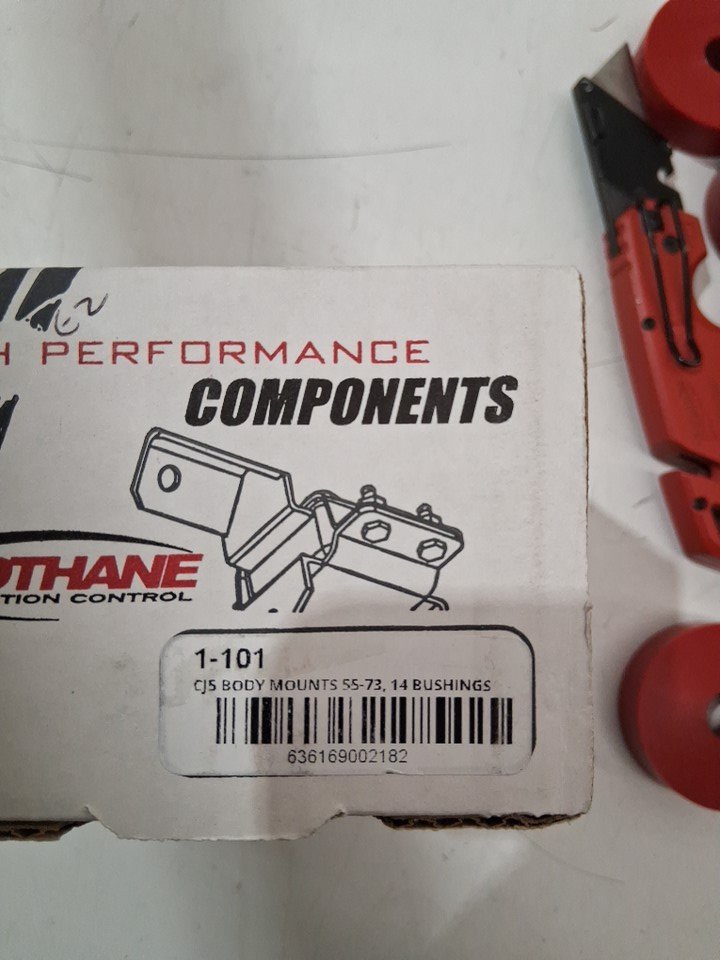 H PERFORMANCE
COMPONENTS
OTHANE
TION CONTROL
1-101
CJ5 BODY MOUNTS 55-73, 14 BUSHINGS
636169002182